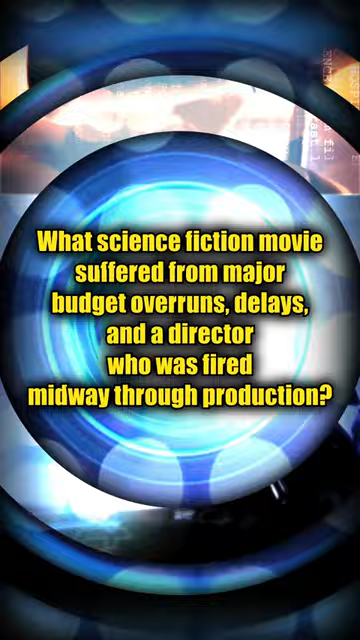 What science fiction movie
suffered from major
budget overruns, delays,
and a director
who was fired
midway through production?